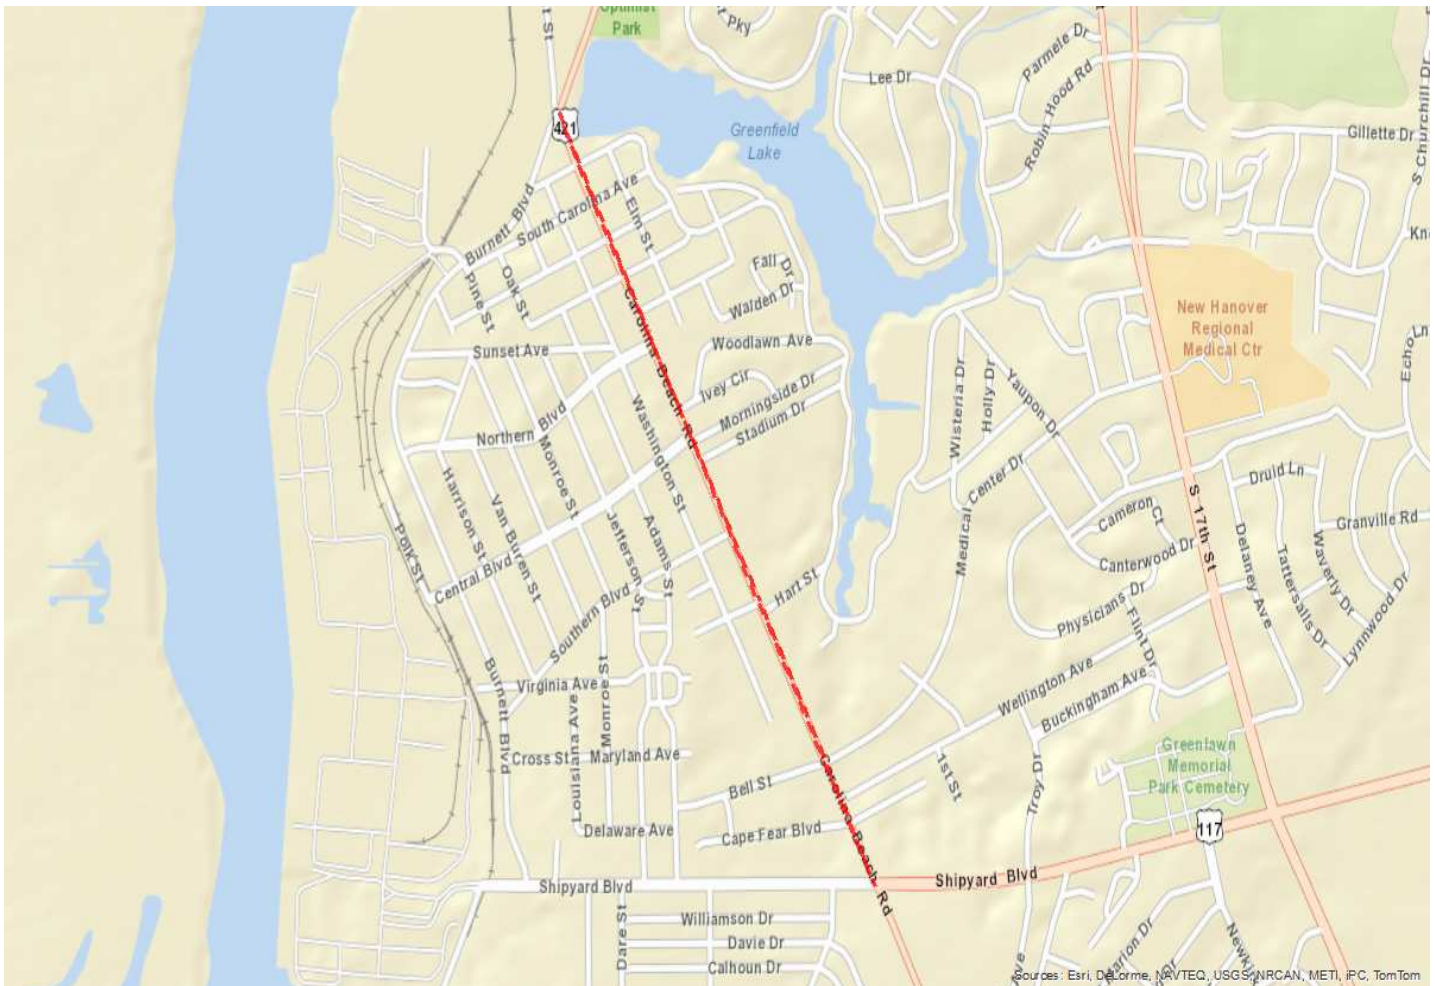 Optimist
Park
St
St Pky
Lee Dr
Parmele Dr
Robin Hood Rd
Gillette Dr
S Churchill Dr
421
Greenfield
Lake
South Carolina Ave
Burnett Blvd
Elm St
Fall Dr
Walden Dr
Pine St
Oak St
Carolina Beach Rd
New Hanover
Regional
Medical Ctr
Sunset Ave
Woodlawn Ave
Ivey Cir
Morningside Dr
Stadium Dr
Echo Ln
Wisteria Dr
Holly Dr
Yaupon Dr
Northern Blvd
Washington St
Monroe St
Harrison St
Van Buren St
Jefferson St
Adams St
Polk St
Central Blvd
Southern Blvd
Hart St
Medical Center Dr
Cameron Ct
Canterwood Dr
S 17th St
Druid Ln
Granville Rd
Delaney Ave
Tattersalls Dr
Waverly Dr
Lynnwood Dr
Physicians Dr
Flint Dr
Wellington Ave
Buckingham Ave
Virginia Ave
Burnett Blvd
Louisiana Ave
Monroe St
Cross St
Maryland Ave
Bell St
Carolina Beach Rd
1st St
Troy Dr
Greenlawn
Memorial
Park Cemetery
117
Delaware Ave
Cape Fear Blvd
Shipyard Blvd
Shipyard Blvd
Dare St
Williamson Dr
Davie Dr
Calhoun Dr
Marion Dr
Sources: Esri, DeLorme, NAVTEQ, USGS, NRCAN, METI, iPC, TomTom